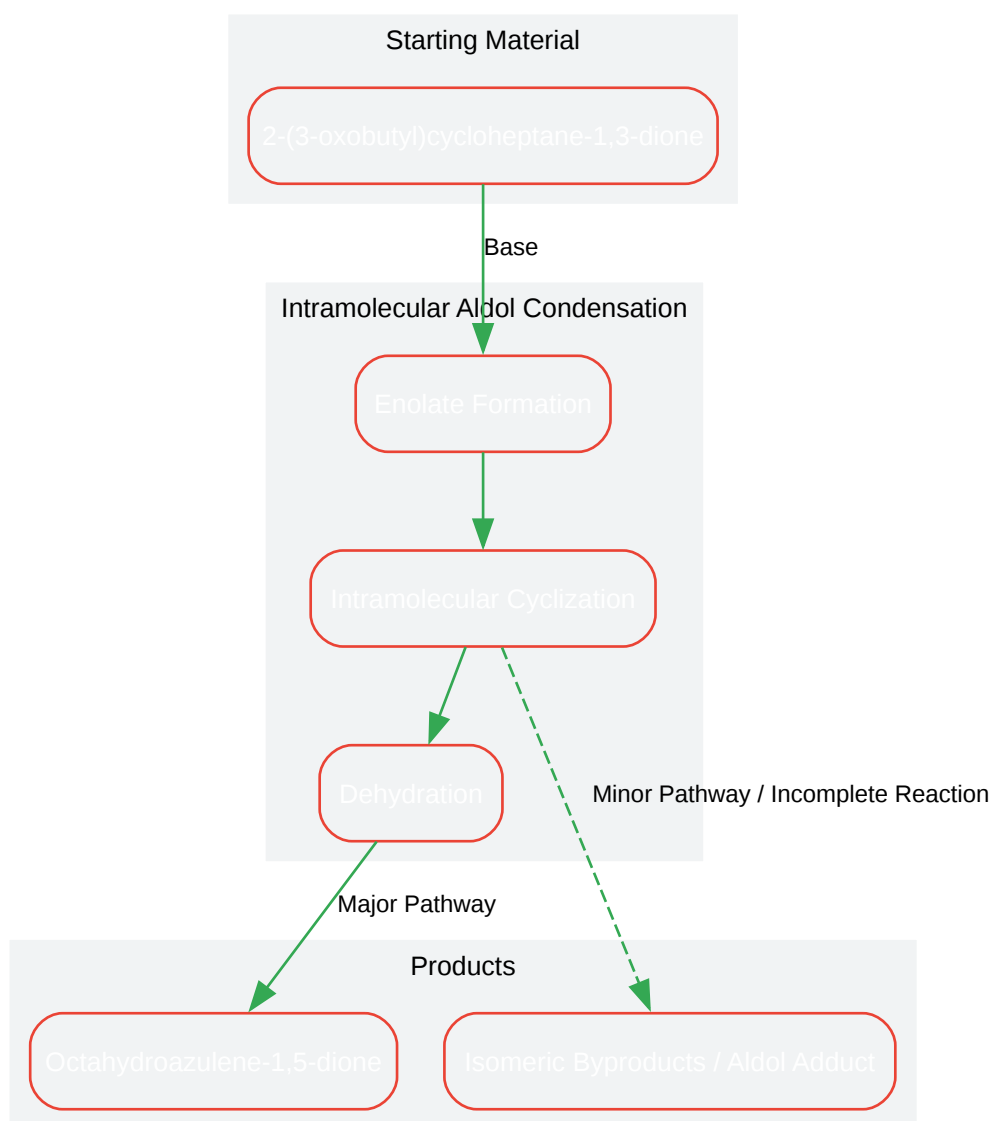 Starting Material
2-(3-oxobutyl)cycloheptane-1,3-dione
Base
Intramolecular Aldol Condensation
Enolate Formation
Intramolecular Cyclization
Dehydration
Minor Pathway / Incomplete Reaction
Major Pathway
Products
Octahydroazulene-1,5-dione
Isomeric Byproducts / Aldol Adduct